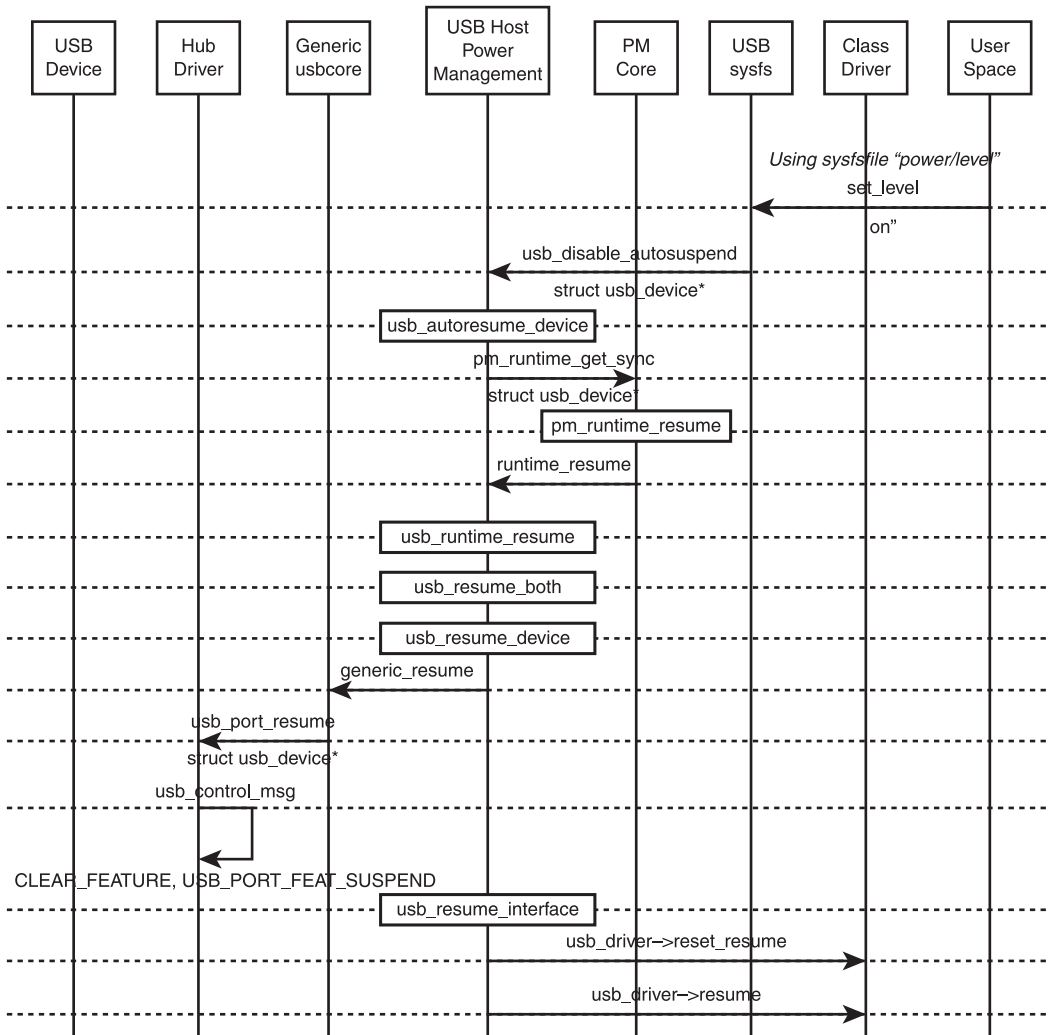 USB
Device
Hub
Driver
Generic
usbcore
USB Host
Power
Management
PM
Core
USB
sysfs
Class
Driver
User
Space
Using sysfsfile “power/level”
set_level
on”
usb_disable_autosuspend
struct usb_device*
usb_autoresume_device
pm_runtime_get_sync
struct usb_device*
pm_runtime_resume
runtime_resume
usb_runtime_resume
usb_resume_both
usb_resume_device
generic_resume
usb_port_resume
struct usb_device*
usb_control_msg
CLEAR_FEATURE, USB_PORT_FEAT_SUSPEND
usb_resume_interface
usb_driver–>reset_resume
usb_driver–>resume